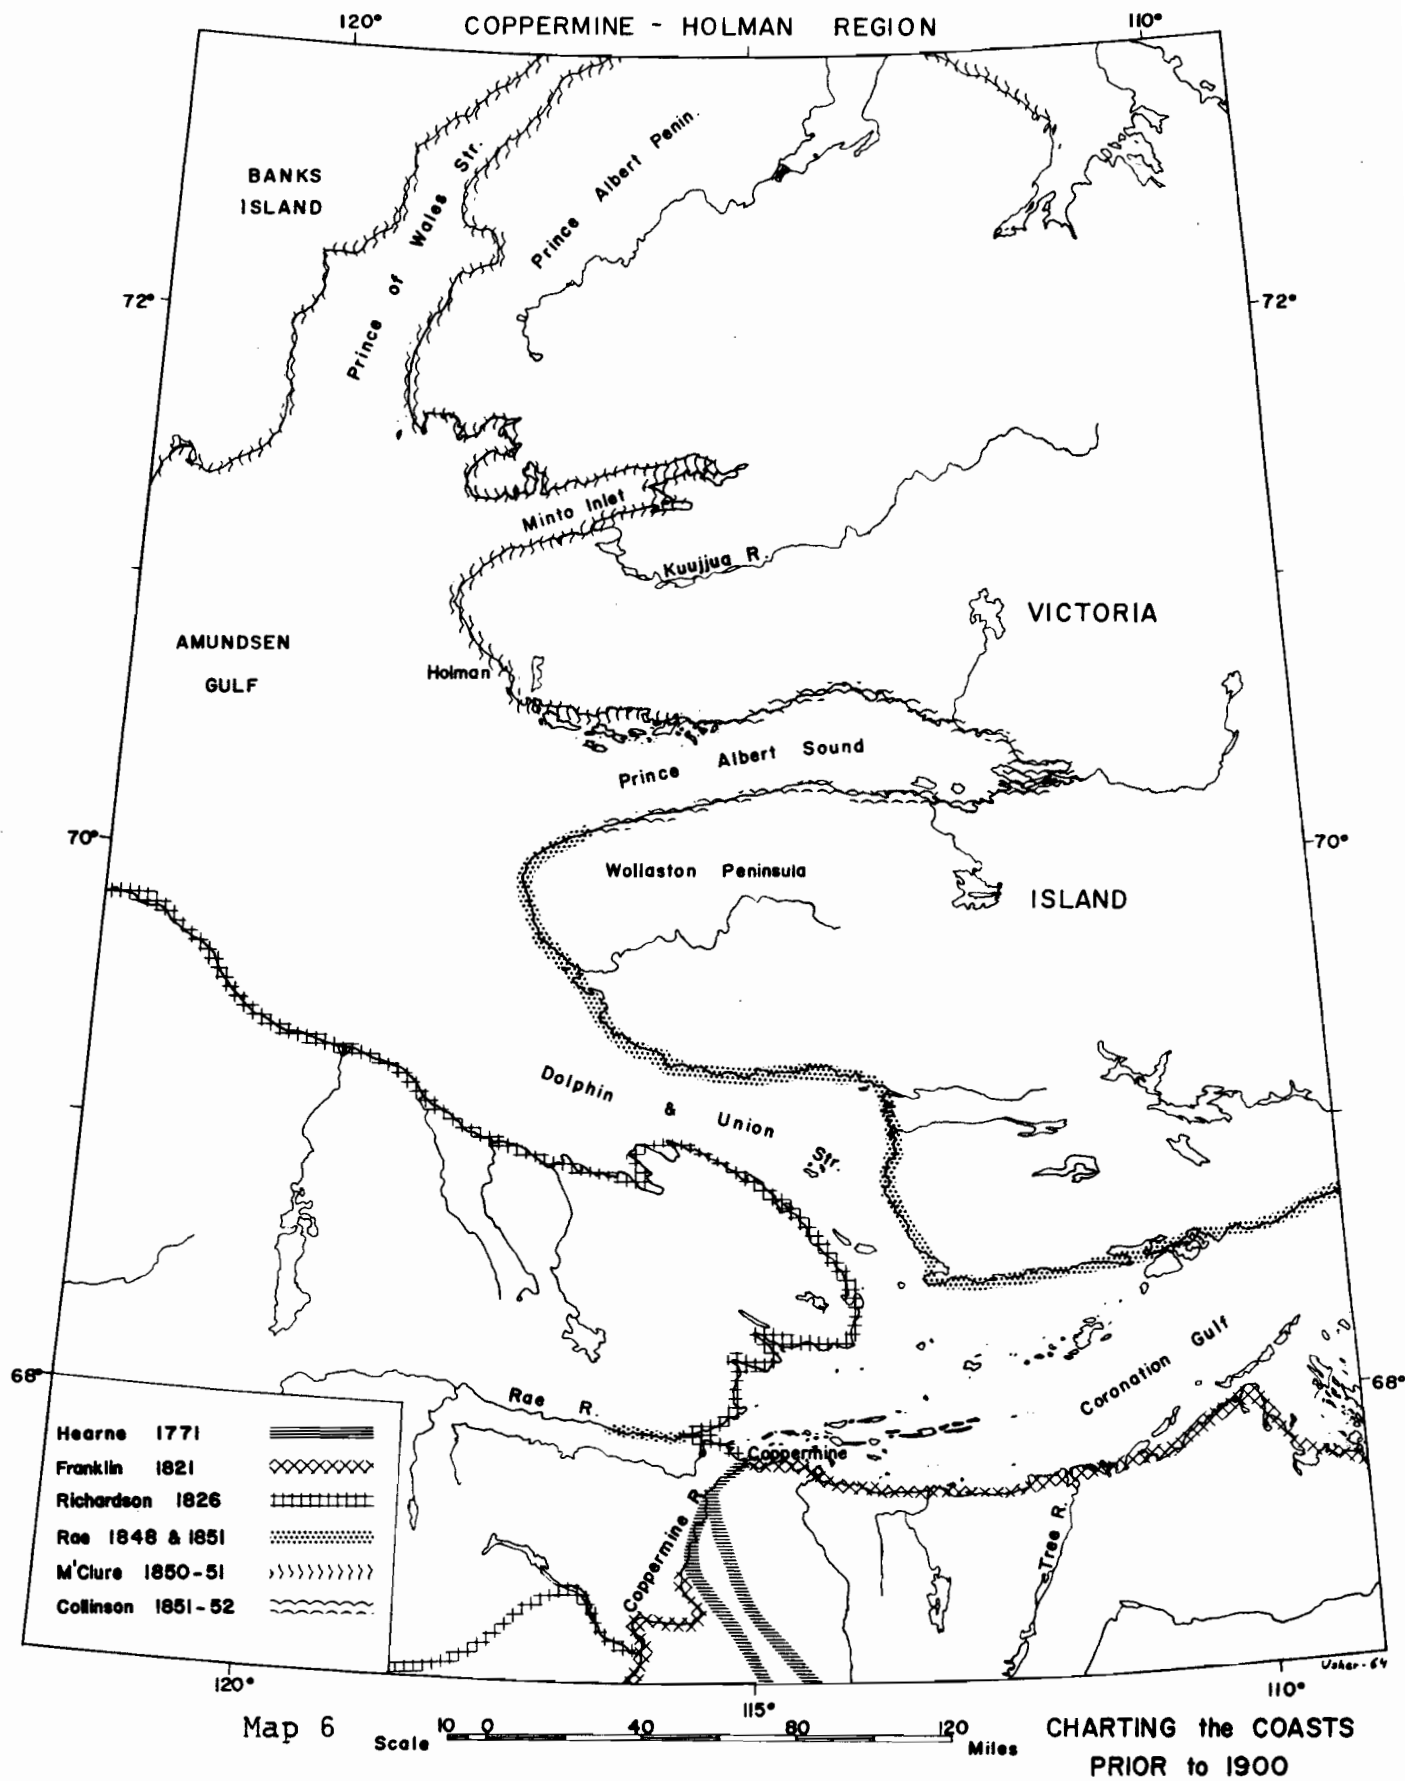 COPPERMINE - HOLMAN REGION
120°
110°
BANKS
ISLAND
Prince of Wales Str.
Prince Albert Penin.
72°
72°
Minto Inlet
Kuujjua R.
VICTORIA
AMUNDSEN
GULF
Holman
Prince Albert Sound
70°
70°
Wollaston Peninsula
ISLAND
Dolphin & Union Str.
Coronation Gulf
68°
68°
Rae R.
Coppermine
Coppermine R.
Tree R.
Hearne 1771
Franklin 1821
Richardson 1826
Rae 1848 & 1851
M'Clure 1850-51
Collinson 1851-52
Usher-64
120°
115°
110°
Map 6
Scale
10 0 40 80 120
Miles
CHARTING the COASTS
PRIOR to 1900